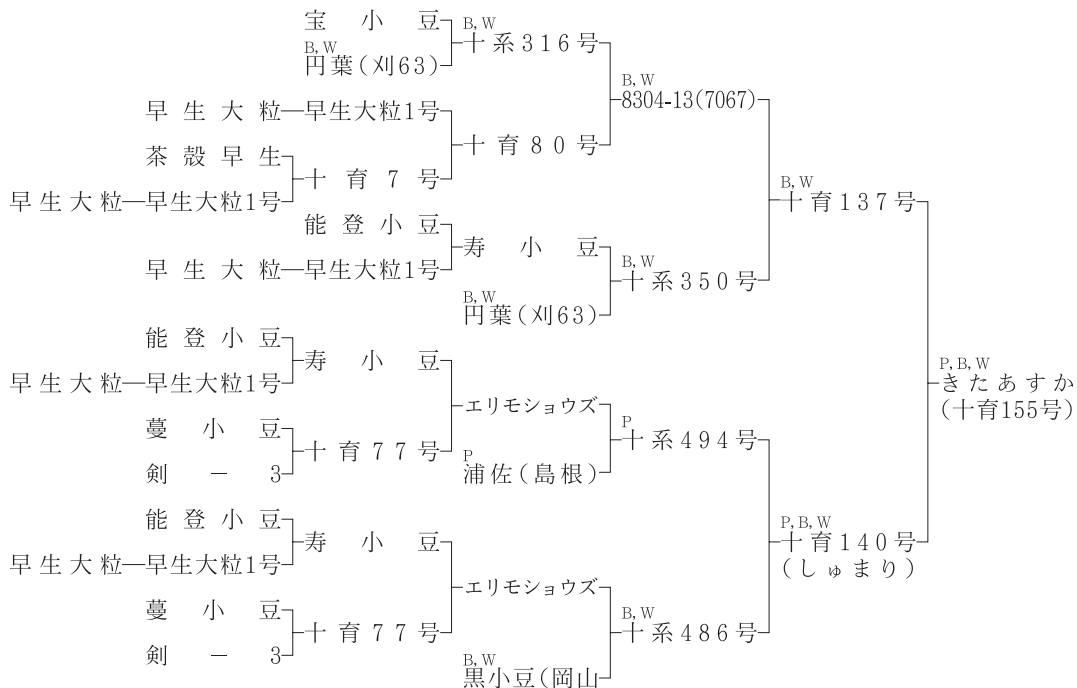 宝小豆
B, W
十系316号
B, W
円葉(刈63)
B, W
8304-13(7067)
早生大粒
早生大粒1号
十育80号
茶殻早生
十育7号
早生大粒
早生大粒1号
B, W
十育137号
能登小豆
寿小豆
早生大粒
早生大粒1号
B, W
十系350号
B, W
円葉(刈63)
能登小豆
寿小豆
早生大粒
早生大粒1号
P, B, W
きたあすか
(十育155号)
エリモショウズ
蔓小豆
十育77号
剣-3
P
十系494号
P
浦佐(島根)
能登小豆
寿小豆
早生大粒
早生大粒1号
P, B, W
十育140号
(しゅまり)
エリモショウズ
蔓小豆
十育77号
剣-3
B, W
十系486号
B, W
黒小豆(岡山